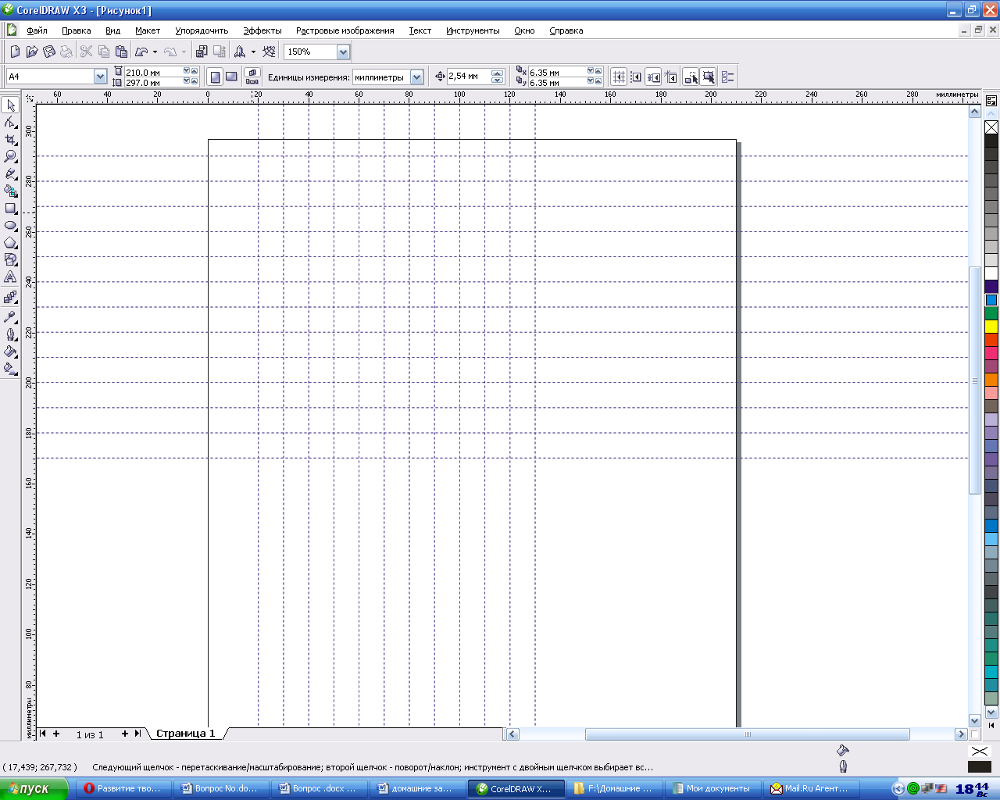 CorelDRAW X3 - [Рисунок1]
Файл Правка Вид Макет Упорядочить Эффекты Растровые изображения Текст Инструменты Окно Справка
150%
A4 210.0 мм 297.0 мм Единицы измерения: миллиметры 2,54 мм 6.35 мм 6.35 мм
60 40 20 0 20 40 60 80 100 120 140 160 180 200 220 240 260 280 миллиметры
300
280
260
240
220
200
180
160
140
120
100
80
миллиметры
1 из 1 Страница 1
( 17,439; 267,732 ) Следующий щелчок - перетаскивание/масштабирование; второй щелчок - поворот/наклон; инструмент с двойным щелчком выбирает вс...
пуск Развитие тво... Вопрос No.do... Вопрос .docx ... домашние за... CorelDRAW X... F:\Домашние ... Мои документы Mail.Ru Агент... 18 44 Вс